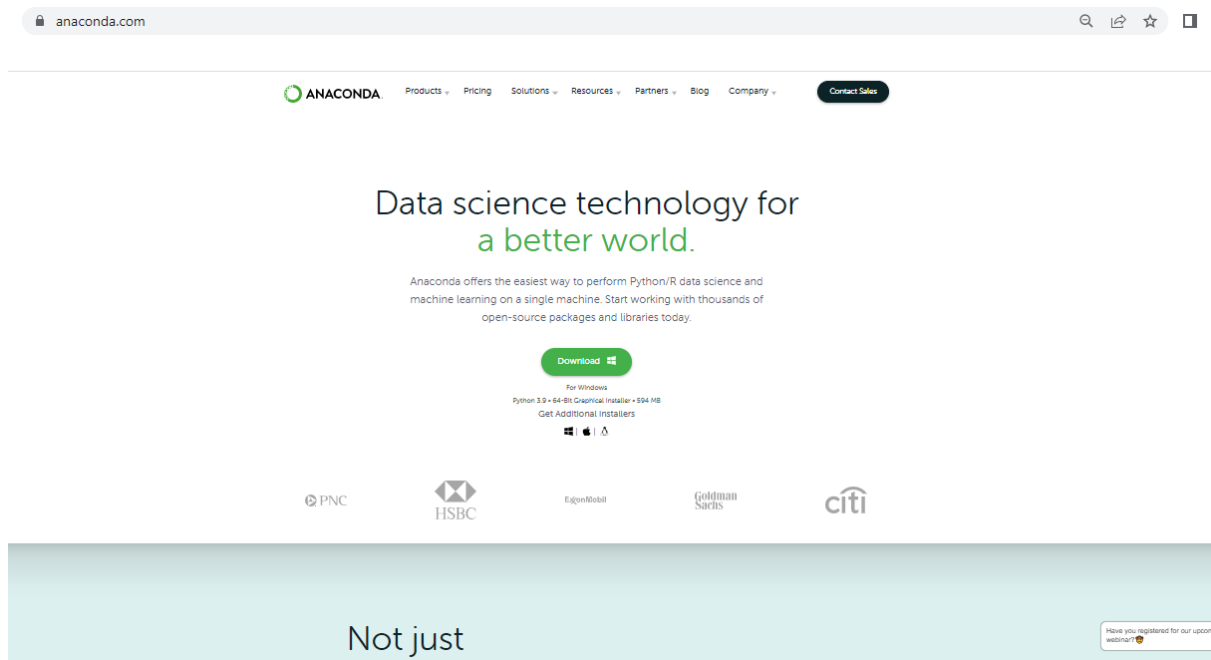 anaconda.com
ANACONDA.
Products Pricing Solutions Resources Partners Blog Company Contact Sales
Data science technology for
a better world.
Anaconda offers the easiest way to perform Python/R data science and
machine learning on a single machine. Start working with thousands of
open-source packages and libraries today.
Download
For Windows
Python 3.9 • 64-Bit Graphical Installer • 594 MB
Get Additional Installers
| |
PNC HSBC ExxonMobil Goldman Sachs citi
Not just
Have you registered for our upcon
webinar?🤓